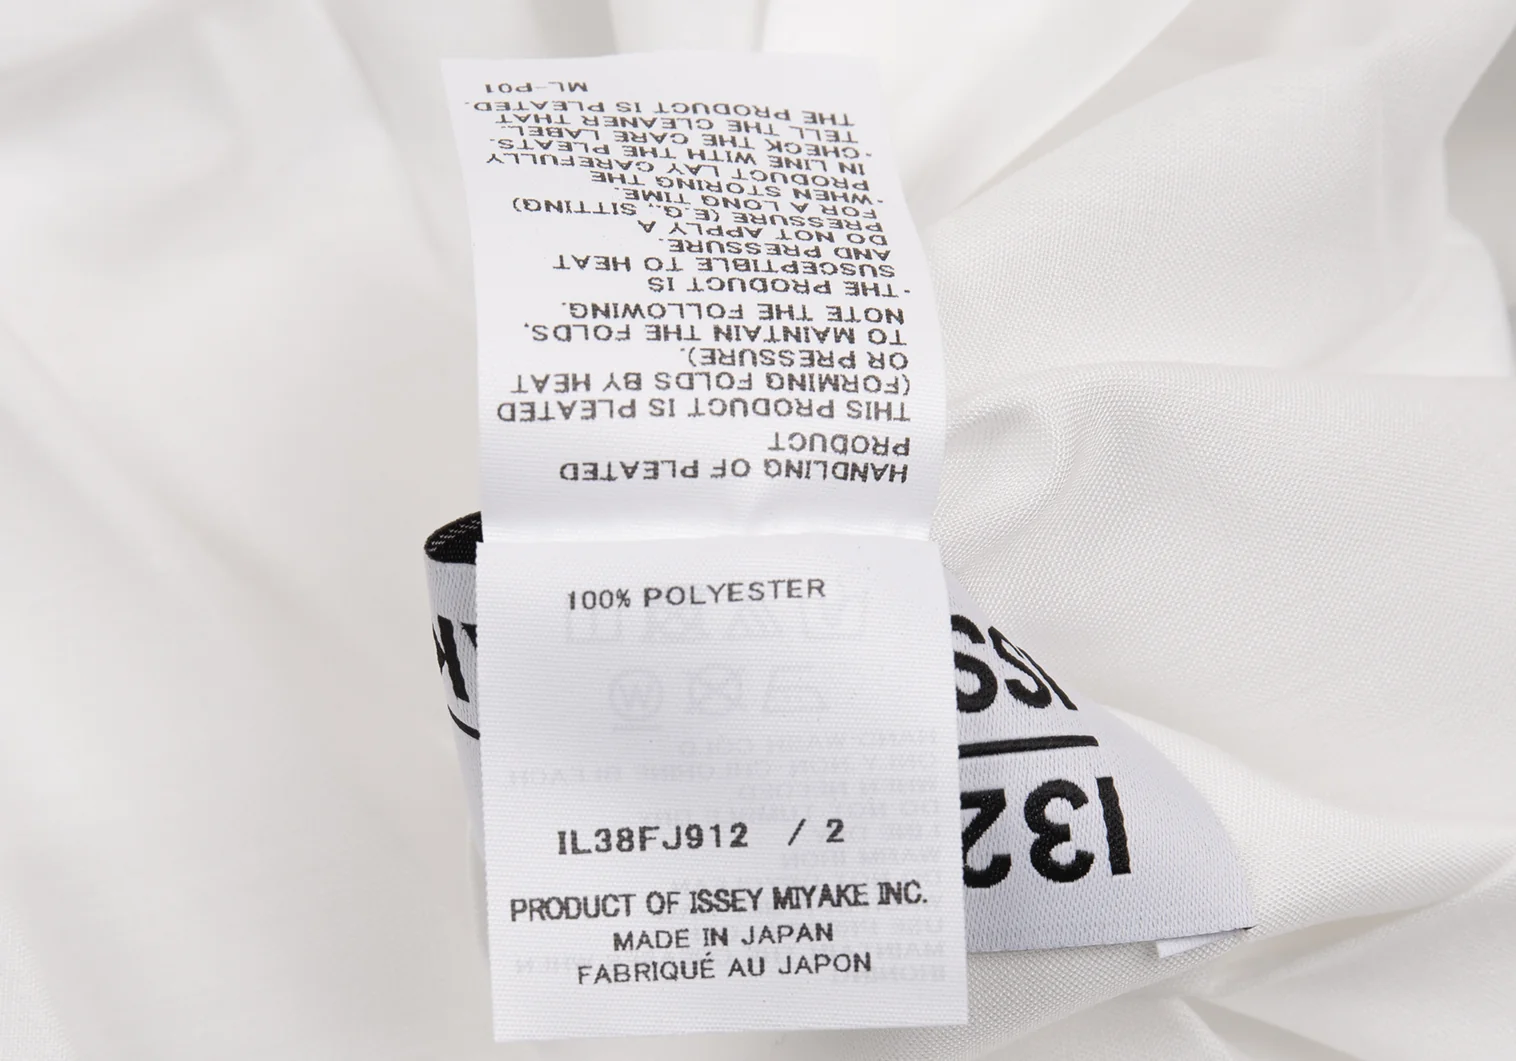 HANDLING OF PLEATED
PRODUCT
THIS PRODUCT IS PLEATED
(FORMING FOLDS BY HEAT
OR PRESSURE).
TO MAINTAIN THE FOLDS,
NOTE THE FOLLOWING.
·THE PRODUCT IS
SUSCEPTIBLE TO HEAT
AND PRESSURE.
DO NOT APPLY A
PRESSURE (E.G., SITTING)
FOR A LONG TIME.
·WHEN STORING THE
PRODUCT LAY CAREFULLY
IN LINE WITH THE PLEATS.
·CHECK THE CARE LABEL.
TELL THE CLEANER THAT
THE PRODUCT IS PLEATED.
ML-P01
100% POLYESTER
IL38FJ912 / 2
PRODUCT OF ISSEY MIYAKE INC.
MADE IN JAPAN
FABRIQUÉ AU JAPON
132
ISS